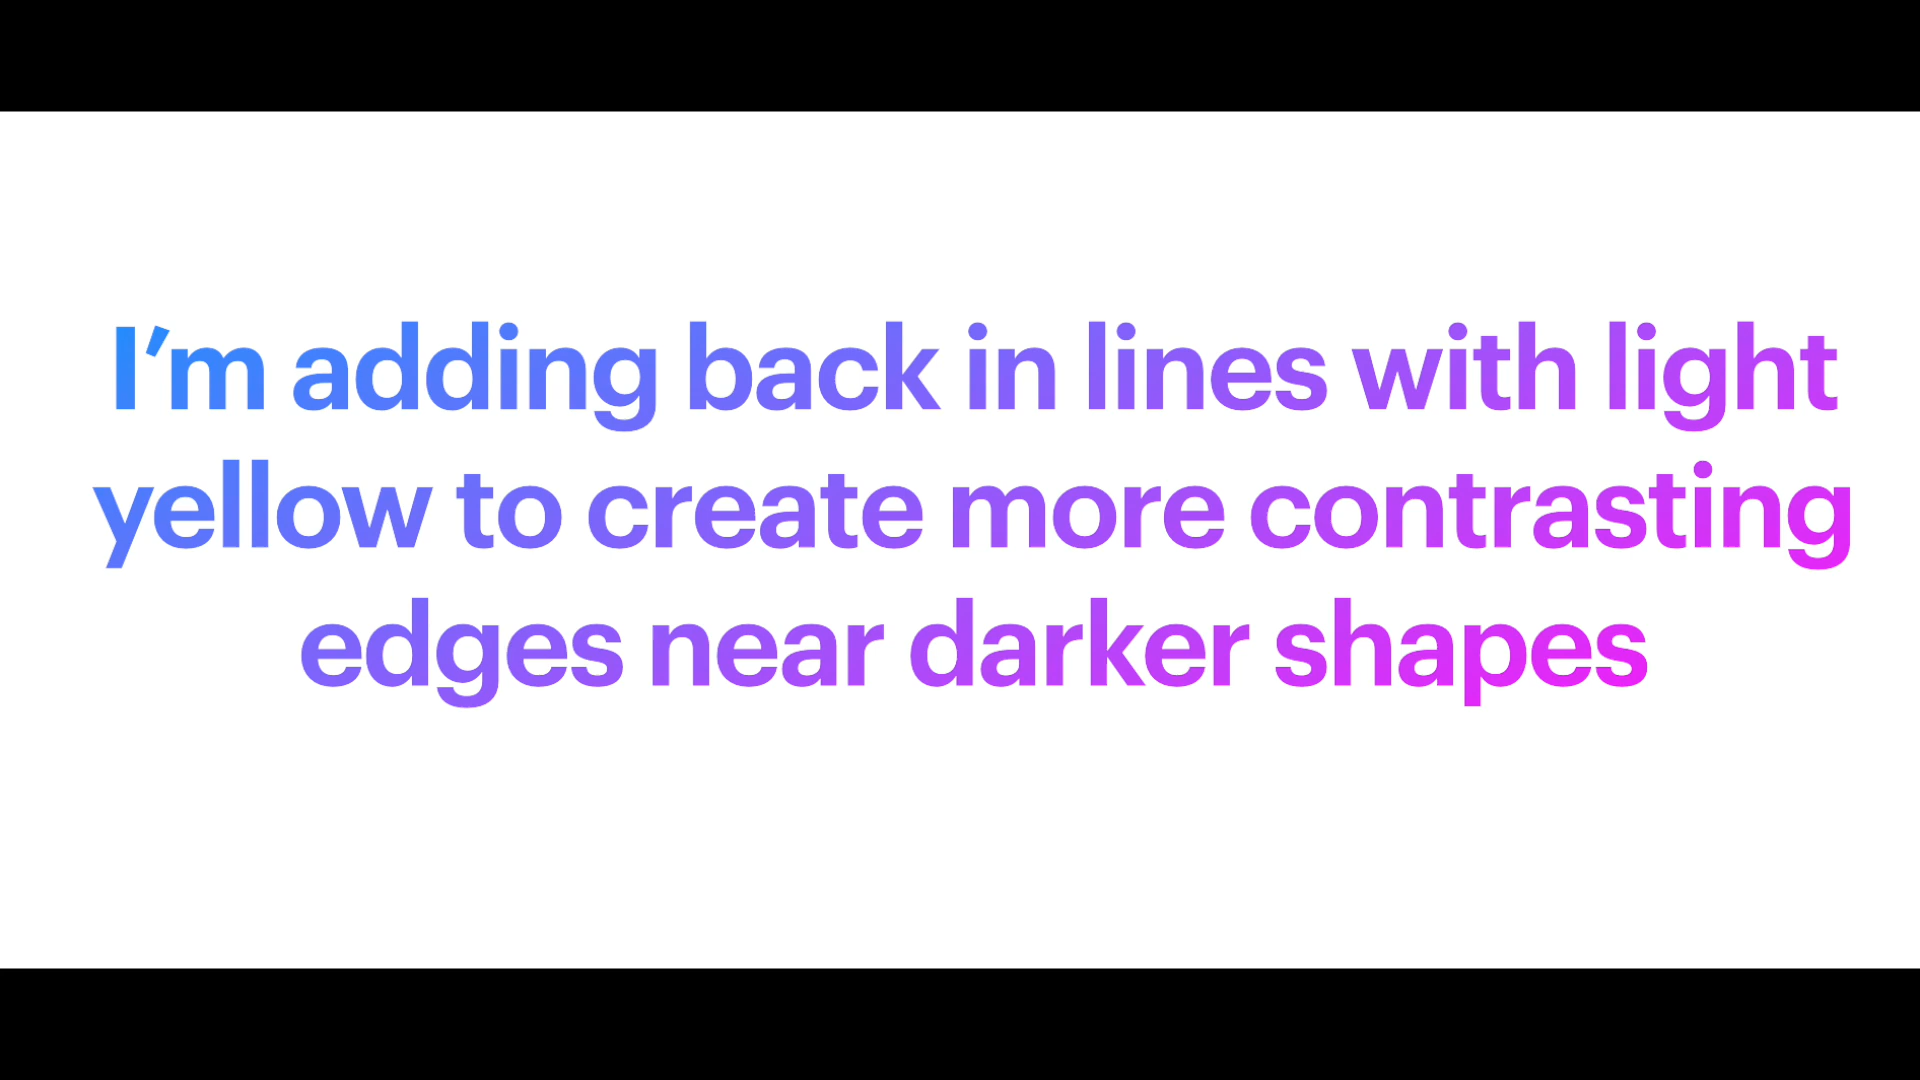 I’m adding back in lines with light
yellow to create more contrasting
edges near darker shapes